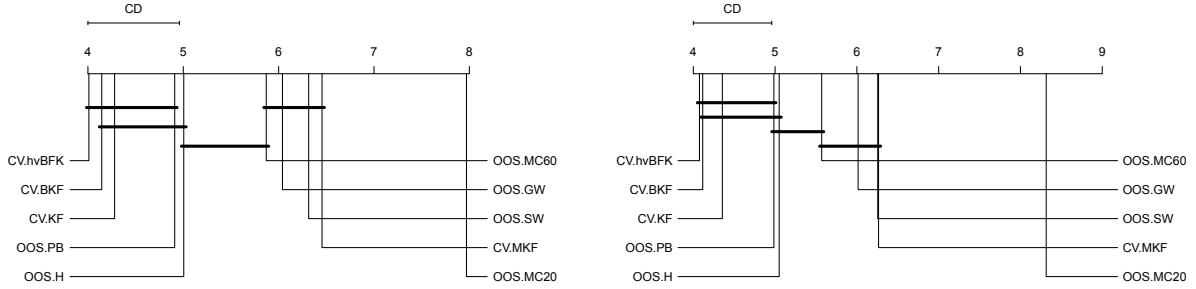 CD
4 5 6 7 8
CV.hvBFK
CV.BKF
CV.KF
OOS.PB
OOS.H
OOS.MC60
OOS.GW
OOS.SW
CV.MKF
OOS.MC20
CD
4 5 6 7 8 9
CV.hvBFK
CV.BKF
CV.KF
OOS.PB
OOS.H
OOS.MC60
OOS.GW
OOS.SW
CV.MKF
OOS.MC20